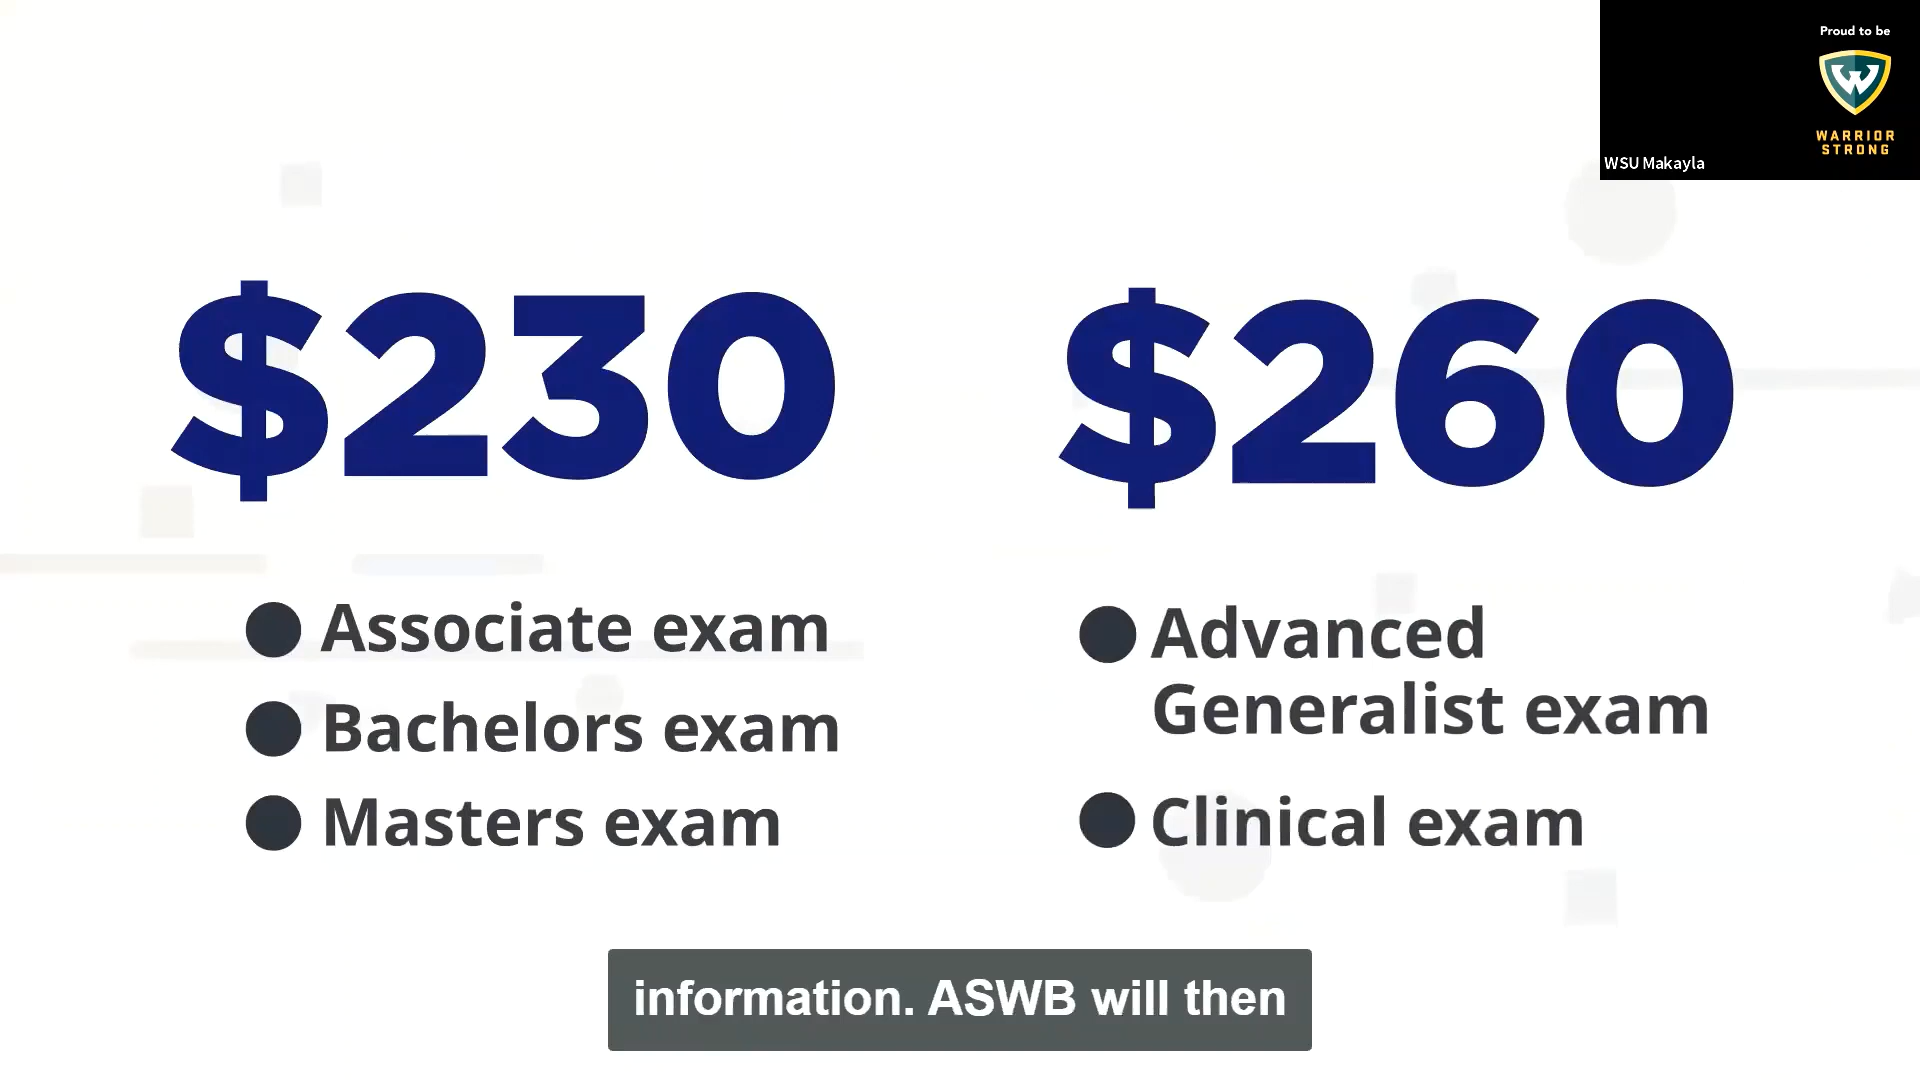 Proud to be
W
WARRIOR
STRONG
WSU Makayla
$230
$260
Associate exam
Bachelors exam
Masters exam
Advanced
Generalist exam
Clinical exam
information. ASWB will then